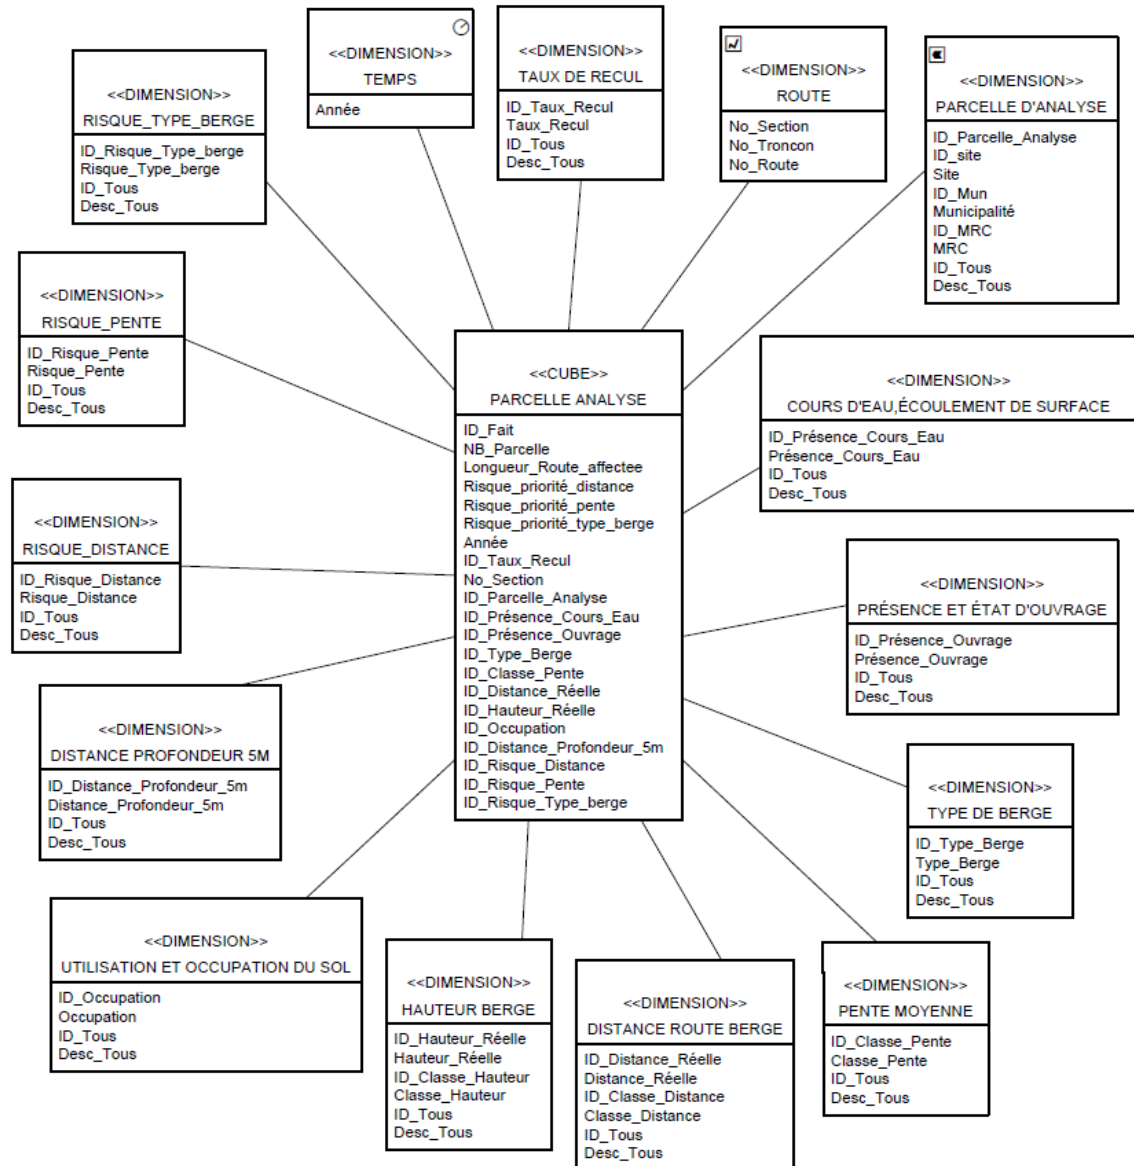 <<DIMENSION>>
TEMPS
Année
<<DIMENSION>>
TAUX DE RECUL
ID_Taux_Recul
Taux_Recul
ID_Tous
Desc_Tous
<<DIMENSION>>
ROUTE
No_Section
No_Troncon
No_Route
<<DIMENSION>>
PARCELLE D'ANALYSE
ID_Parcelle_Analyse
ID_site
Site
ID_Mun
Municipalité
ID_MRC
MRC
ID_Tous
Desc_Tous
<<DIMENSION>>
RISQUE_TYPE_BERGE
ID_Risque_Type_berge
Risque_Type_berge
ID_Tous
Desc_Tous
<<DIMENSION>>
RISQUE_PENTE
ID_Risque_Pente
Risque_Pente
ID_Tous
Desc_Tous
<<CUBE>>
PARCELLE ANALYSE
ID_Fait
NB_Parcelle
Longueur_Route_affectee
Risque_priorité_distance
Risque_priorité_pente
Risque_priorité_type_berge
Année
ID_Taux_Recul
No_Section
ID_Parcelle_Analyse
ID_Présence_Cours_Eau
ID_Présence_Ouvrage
ID_Type_Berge
ID_Classe_Pente
ID_Distance_Réelle
ID_Hauteur_Réelle
ID_Occupation
ID_Distance_Profondeur_5m
ID_Risque_Distance
ID_Risque_Pente
ID_Risque_Type_berge
<<DIMENSION>>
COURS D'EAU,ÉCOULEMENT DE SURFACE
ID_Présence_Cours_Eau
Présence_Cours_Eau
ID_Tous
Desc_Tous
<<DIMENSION>>
RISQUE_DISTANCE
ID_Risque_Distance
Risque_Distance
ID_Tous
Desc_Tous
<<DIMENSION>>
PRÉSENCE ET ÉTAT D'OUVRAGE
ID_Présence_Ouvrage
Présence_Ouvrage
ID_Tous
Desc_Tous
<<DIMENSION>>
DISTANCE PROFONDEUR 5M
ID_Distance_Profondeur_5m
Distance_Profondeur_5m
ID_Tous
Desc_Tous
<<DIMENSION>>
TYPE DE BERGE
ID_Type_Berge
Type_Berge
ID_Tous
Desc_Tous
<<DIMENSION>>
UTILISATION ET OCCUPATION DU SOL
ID_Occupation
Occupation
ID_Tous
Desc_Tous
<<DIMENSION>>
HAUTEUR BERGE
ID_Hauteur_Réelle
Hauteur_Réelle
ID_Classe_Hauteur
Classe_Hauteur
ID_Tous
Desc_Tous
<<DIMENSION>>
DISTANCE ROUTE BERGE
ID_Distance_Réelle
Distance_Réelle
ID_Classe_Distance
Classe_Distance
ID_Tous
Desc_Tous
<<DIMENSION>>
PENTE MOYENNE
ID_Classe_Pente
Classe_Pente
ID_Tous
Desc_Tous